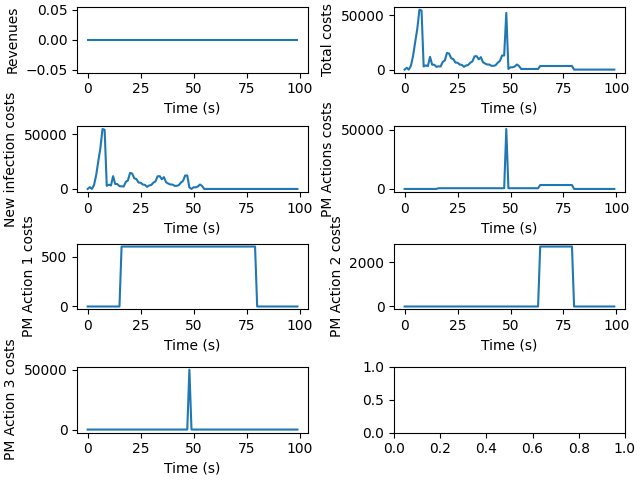 Revenues
0.05
0.00
−0.05
0 25 50 75 100
Time (s)
Total costs
50000
0
0 25 50 75 100
Time (s)
New infection costs
50000
0
0 25 50 75 100
Time (s)
PM Actions costs
50000
0
0 25 50 75 100
Time (s)
PM Action 1 costs
500
0
0 25 50 75 100
Time (s)
PM Action 2 costs
2000
0
0 25 50 75 100
Time (s)
PM Action 3 costs
50000
0
0 25 50 75 100
Time (s)
1.0
0.5
0.0
0.0 0.2 0.4 0.6 0.8 1.0